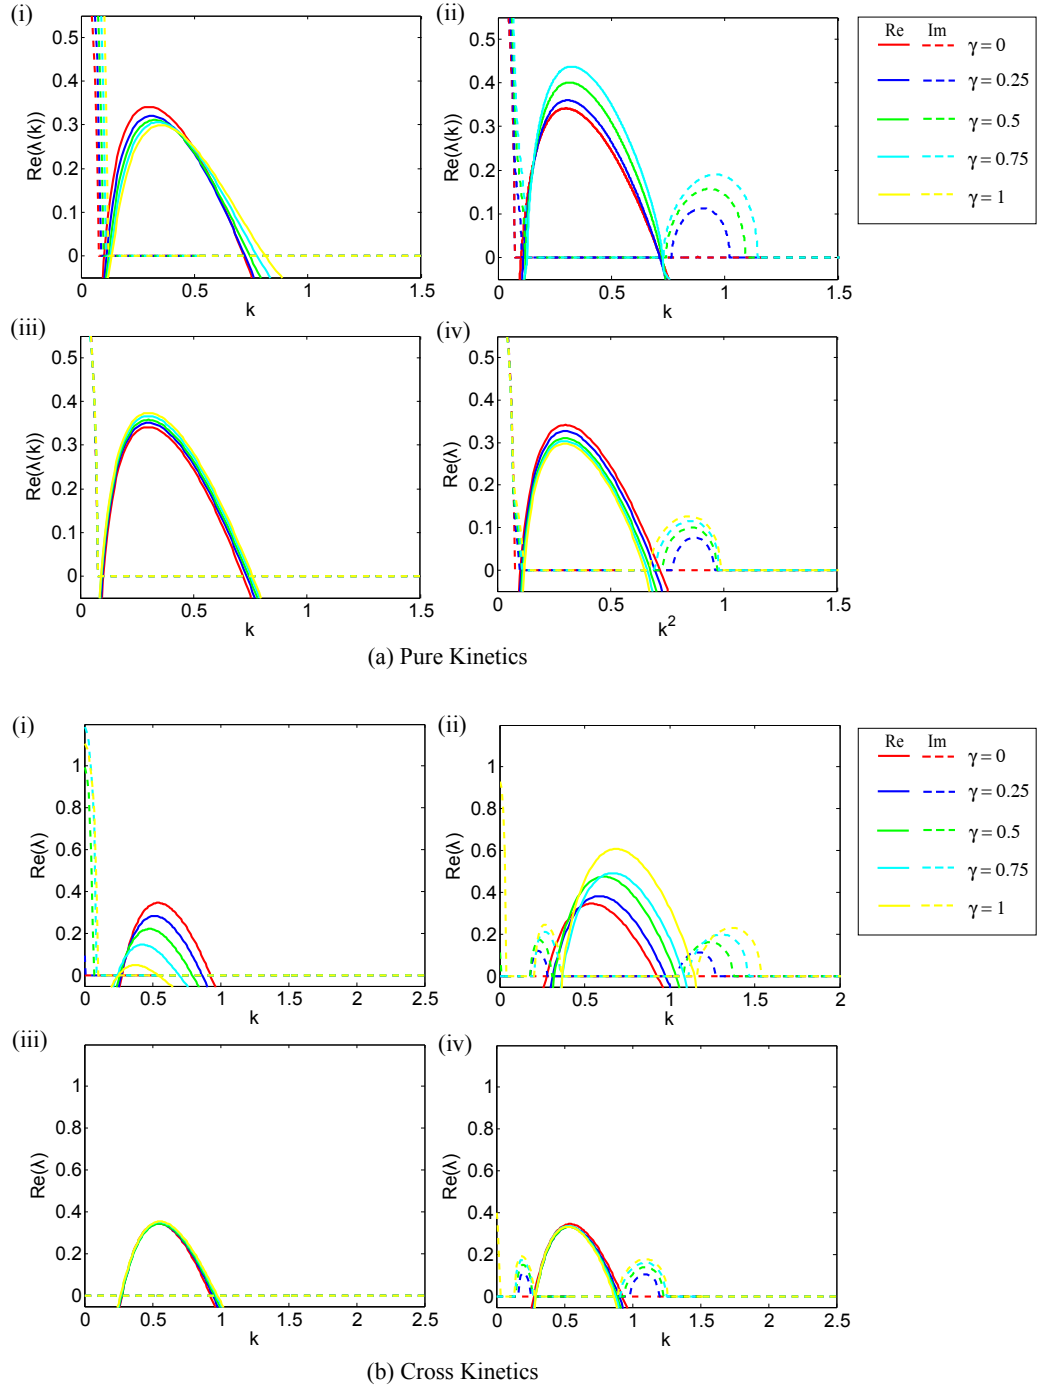 (i)
Re(λ(k))
0.5
0.4
0.3
0.2
0.1
0
0 0.5 1 1.5
k
(ii)
Re(λ(k))
0.5
0.4
0.3
0.2
0.1
0
0 0.5 1 1.5
k
Re Im
γ = 0
γ = 0.25
γ = 0.5
γ = 0.75
γ = 1
(iii)
Re(λ(k))
0.5
0.4
0.3
0.2
0.1
0
0 0.5 1 1.5
k
(iv)
Re(λ)
0.5
0.4
0.3
0.2
0.1
0
0 0.5 1 1.5
k²
(a) Pure Kinetics
(i)
Re(λ)
1
0.8
0.6
0.4
0.2
0
0 0.5 1 1.5 2 2.5
k
(ii)
Re(λ)
1
0.8
0.6
0.4
0.2
0
0 0.5 1 1.5 2
k
Re Im
γ = 0
γ = 0.25
γ = 0.5
γ = 0.75
γ = 1
(iii)
Re(λ)
1
0.8
0.6
0.4
0.2
0
0 0.5 1 1.5 2 2.5
k
(iv)
Re(λ)
1
0.8
0.6
0.4
0.2
0
0 0.5 1 1.5 2 2.5
k
(b) Cross Kinetics